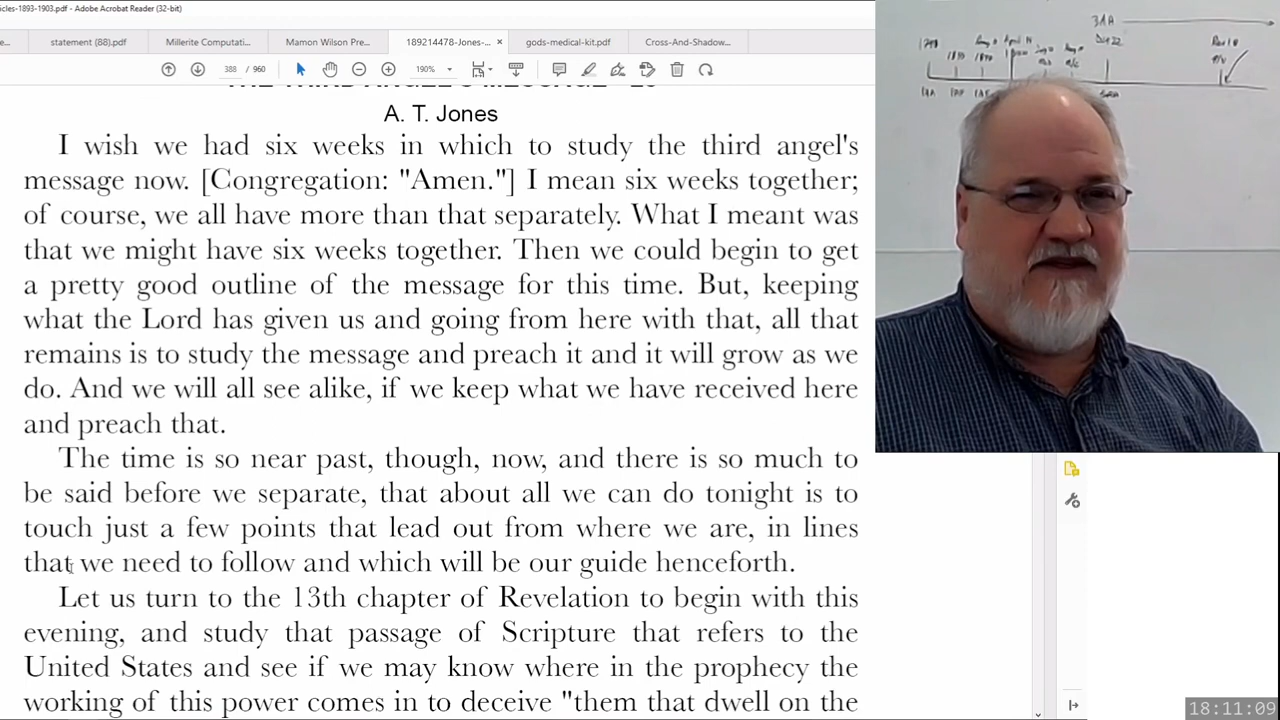 icles-1893-1903.pdf - Adobe Acrobat Reader (32-bit)
e...
statement (88).pdf
Millerite Computati...
Mamon Wilson Pre...
189214478-Jones-...
gods-medical-kit.pdf
Cross-And-Shadow...
388 / 960
190%
A. T. Jones
I wish we had six weeks in which to study the third angel's
message now. [Congregation: "Amen."] I mean six weeks together;
of course, we all have more than that separately. What I meant was
that we might have six weeks together. Then we could begin to get
a pretty good outline of the message for this time. But, keeping
what the Lord has given us and going from here with that, all that
remains is to study the message and preach it and it will grow as we
do. And we will all see alike, if we keep what we have received here
and preach that.
The time is so near past, though, now, and there is so much to
be said before we separate, that about all we can do tonight is to
touch just a few points that lead out from where we are, in lines
that we need to follow and which will be our guide henceforth.
Let us turn to the 13th chapter of Revelation to begin with this
evening, and study that passage of Scripture that refers to the
United States and see if we may know where in the prophecy the
working of this power comes in to deceive "them that dwell on the
3AA
1798
18:11:09